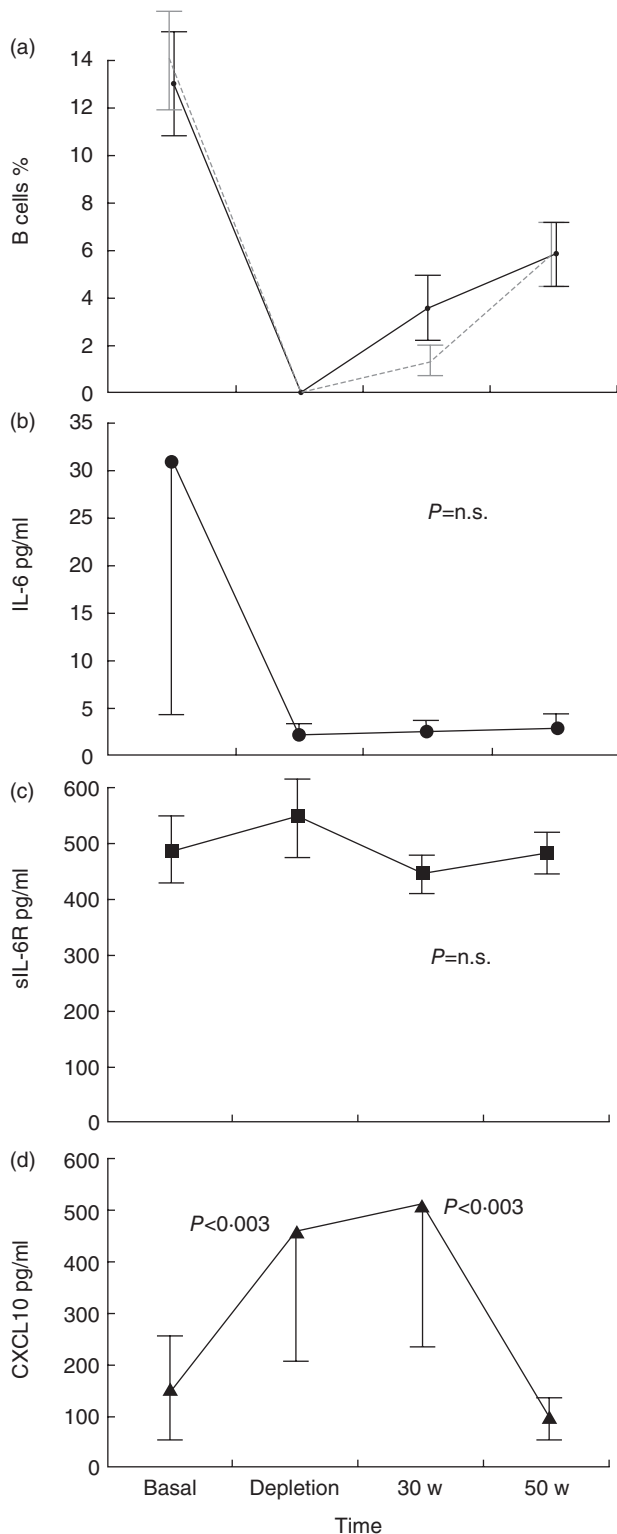 (a)
B cells %
14
12
10
8
6
4
2
0
(b)
IL-6 pg/ml
35
30
25
20
15
10
5
0
P=n.s.
(c)
sIL-6R pg/ml
600
500
400
300
200
100
0
P=n.s.
(d)
CXCL10 pg/ml
600
500
400
300
200
100
0
P<0·003
P<0·003
Basal Depletion 30 w 50 w
Time